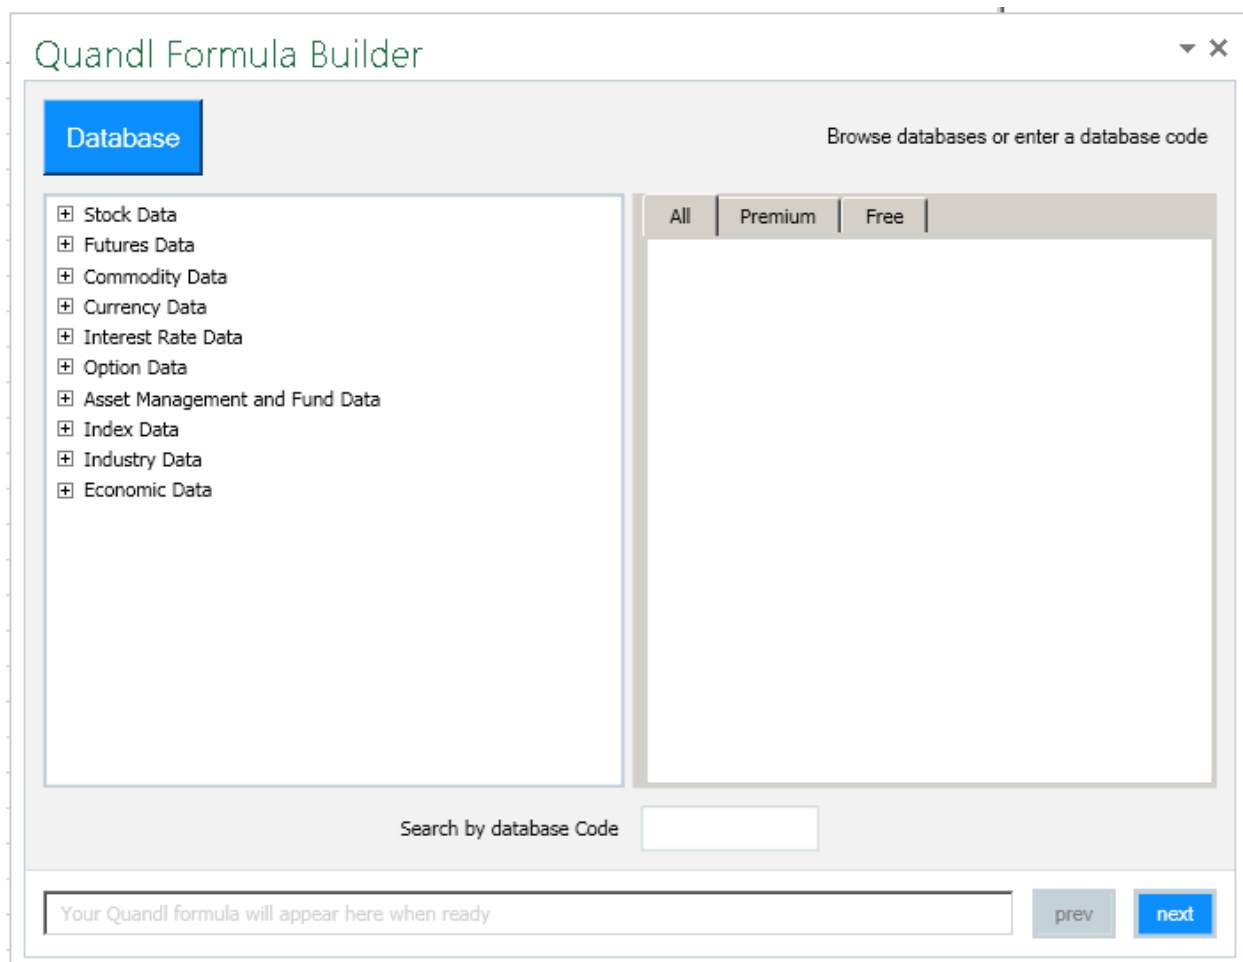 Quandl Formula Builder
Database
Browse databases or enter a database code
Stock Data
Futures Data
Commodity Data
Currency Data
Interest Rate Data
Option Data
Asset Management and Fund Data
Index Data
Industry Data
Economic Data
All Premium Free
Search by database Code
Your Quandl formula will appear here when ready
prev next